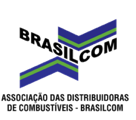 BRASILCOM
ASSOCIAÇÃO DAS DISTRIBUIDORAS
DE COMBUSTÍVEIS - BRASILCOM